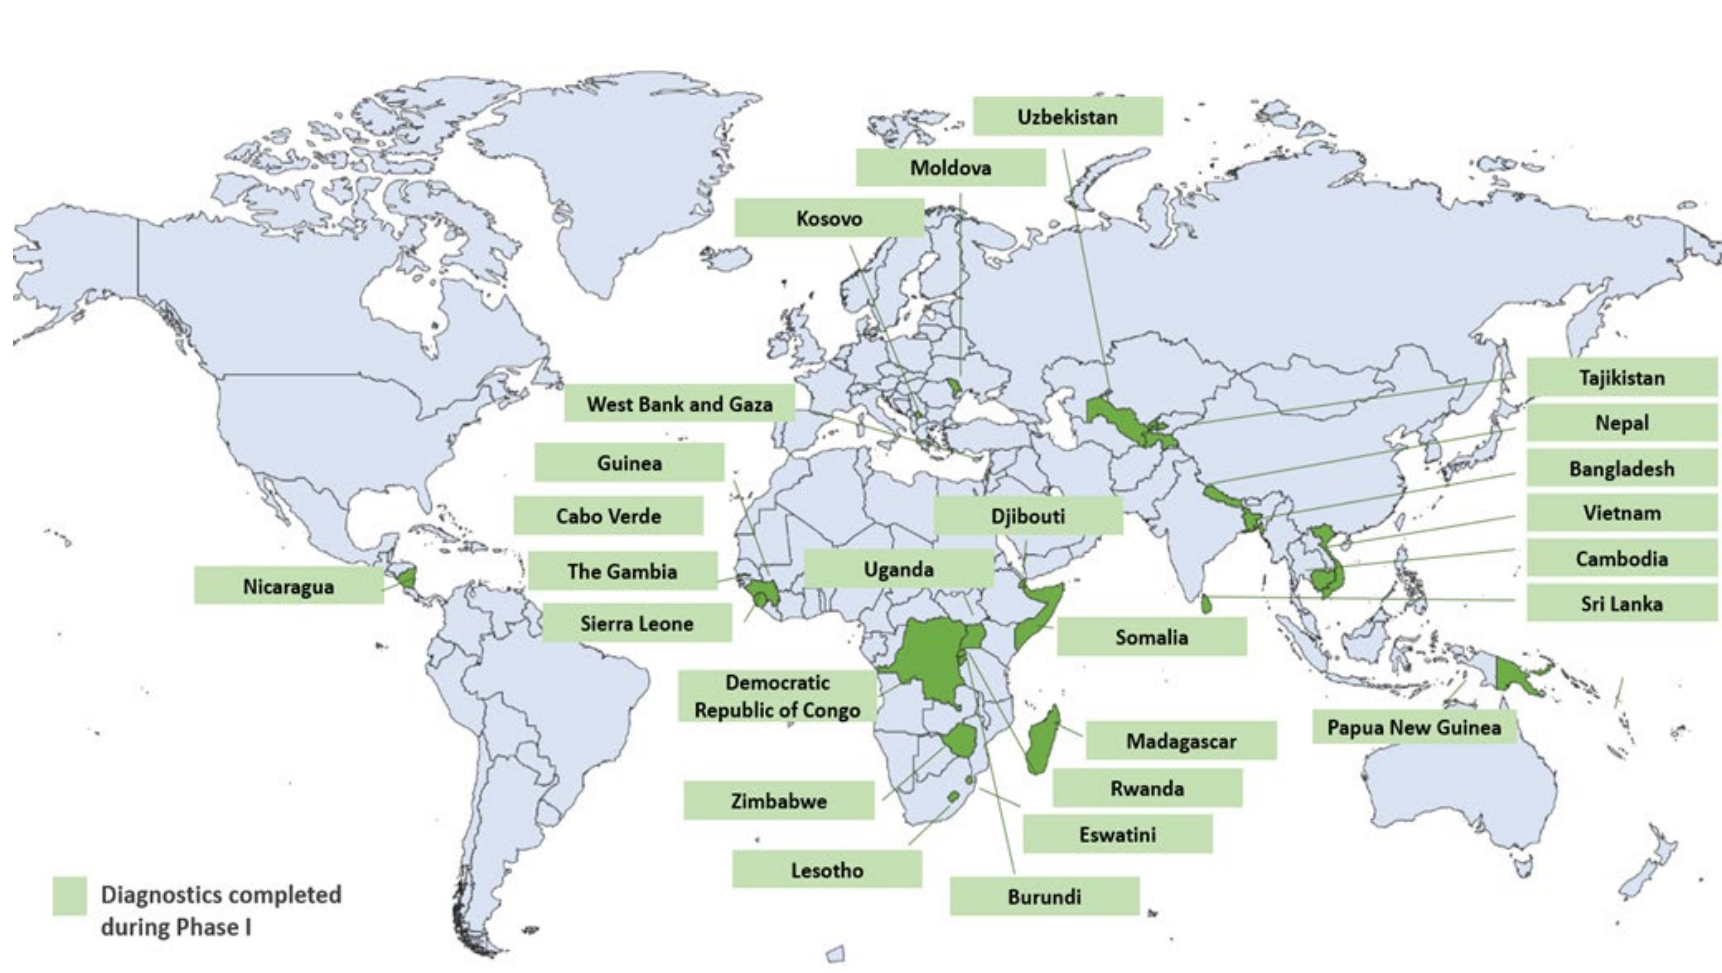 Uzbekistan
Moldova
Kosovo
Tajikistan
West Bank and Gaza
Nepal
Guinea
Bangladesh
Cabo Verde
Djibouti
Vietnam
The Gambia
Uganda
Cambodia
Nicaragua
Sierra Leone
Sri Lanka
Somalia
Democratic
Republic of Congo
Papua New Guinea
Madagascar
Zimbabwe
Rwanda
Eswatini
Lesotho
Burundi
Diagnostics completed
during Phase I